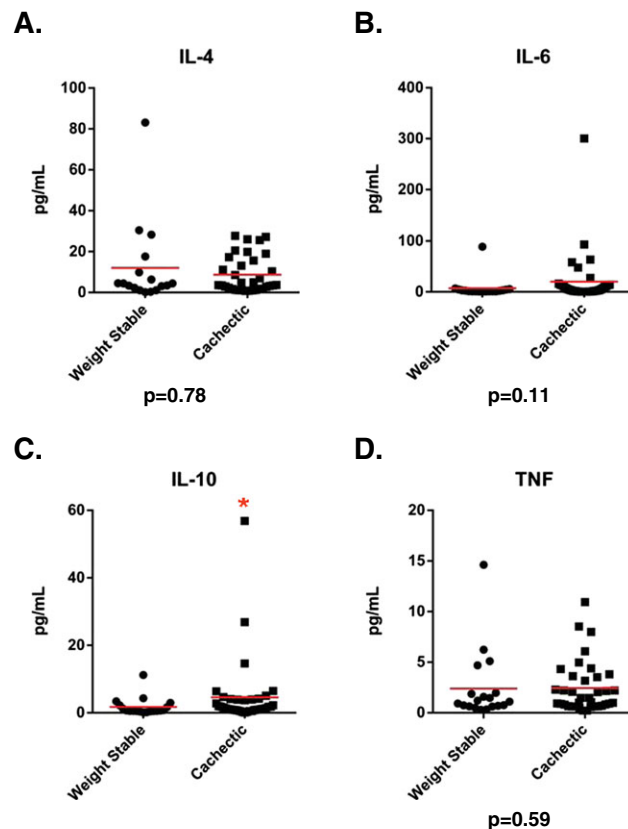 A.
IL-4
100
80
60
40
20
0
pg/mL
Weight Stable
Cachectic
p=0.78
B.
IL-6
400
300
200
100
0
pg/mL
Weight Stable
Cachectic
p=0.11
C.
IL-10
*
60
40
20
0
pg/mL
Weight Stable
Cachectic
D.
TNF
20
15
10
5
0
pg/mL
Weight Stable
Cachectic
p=0.59